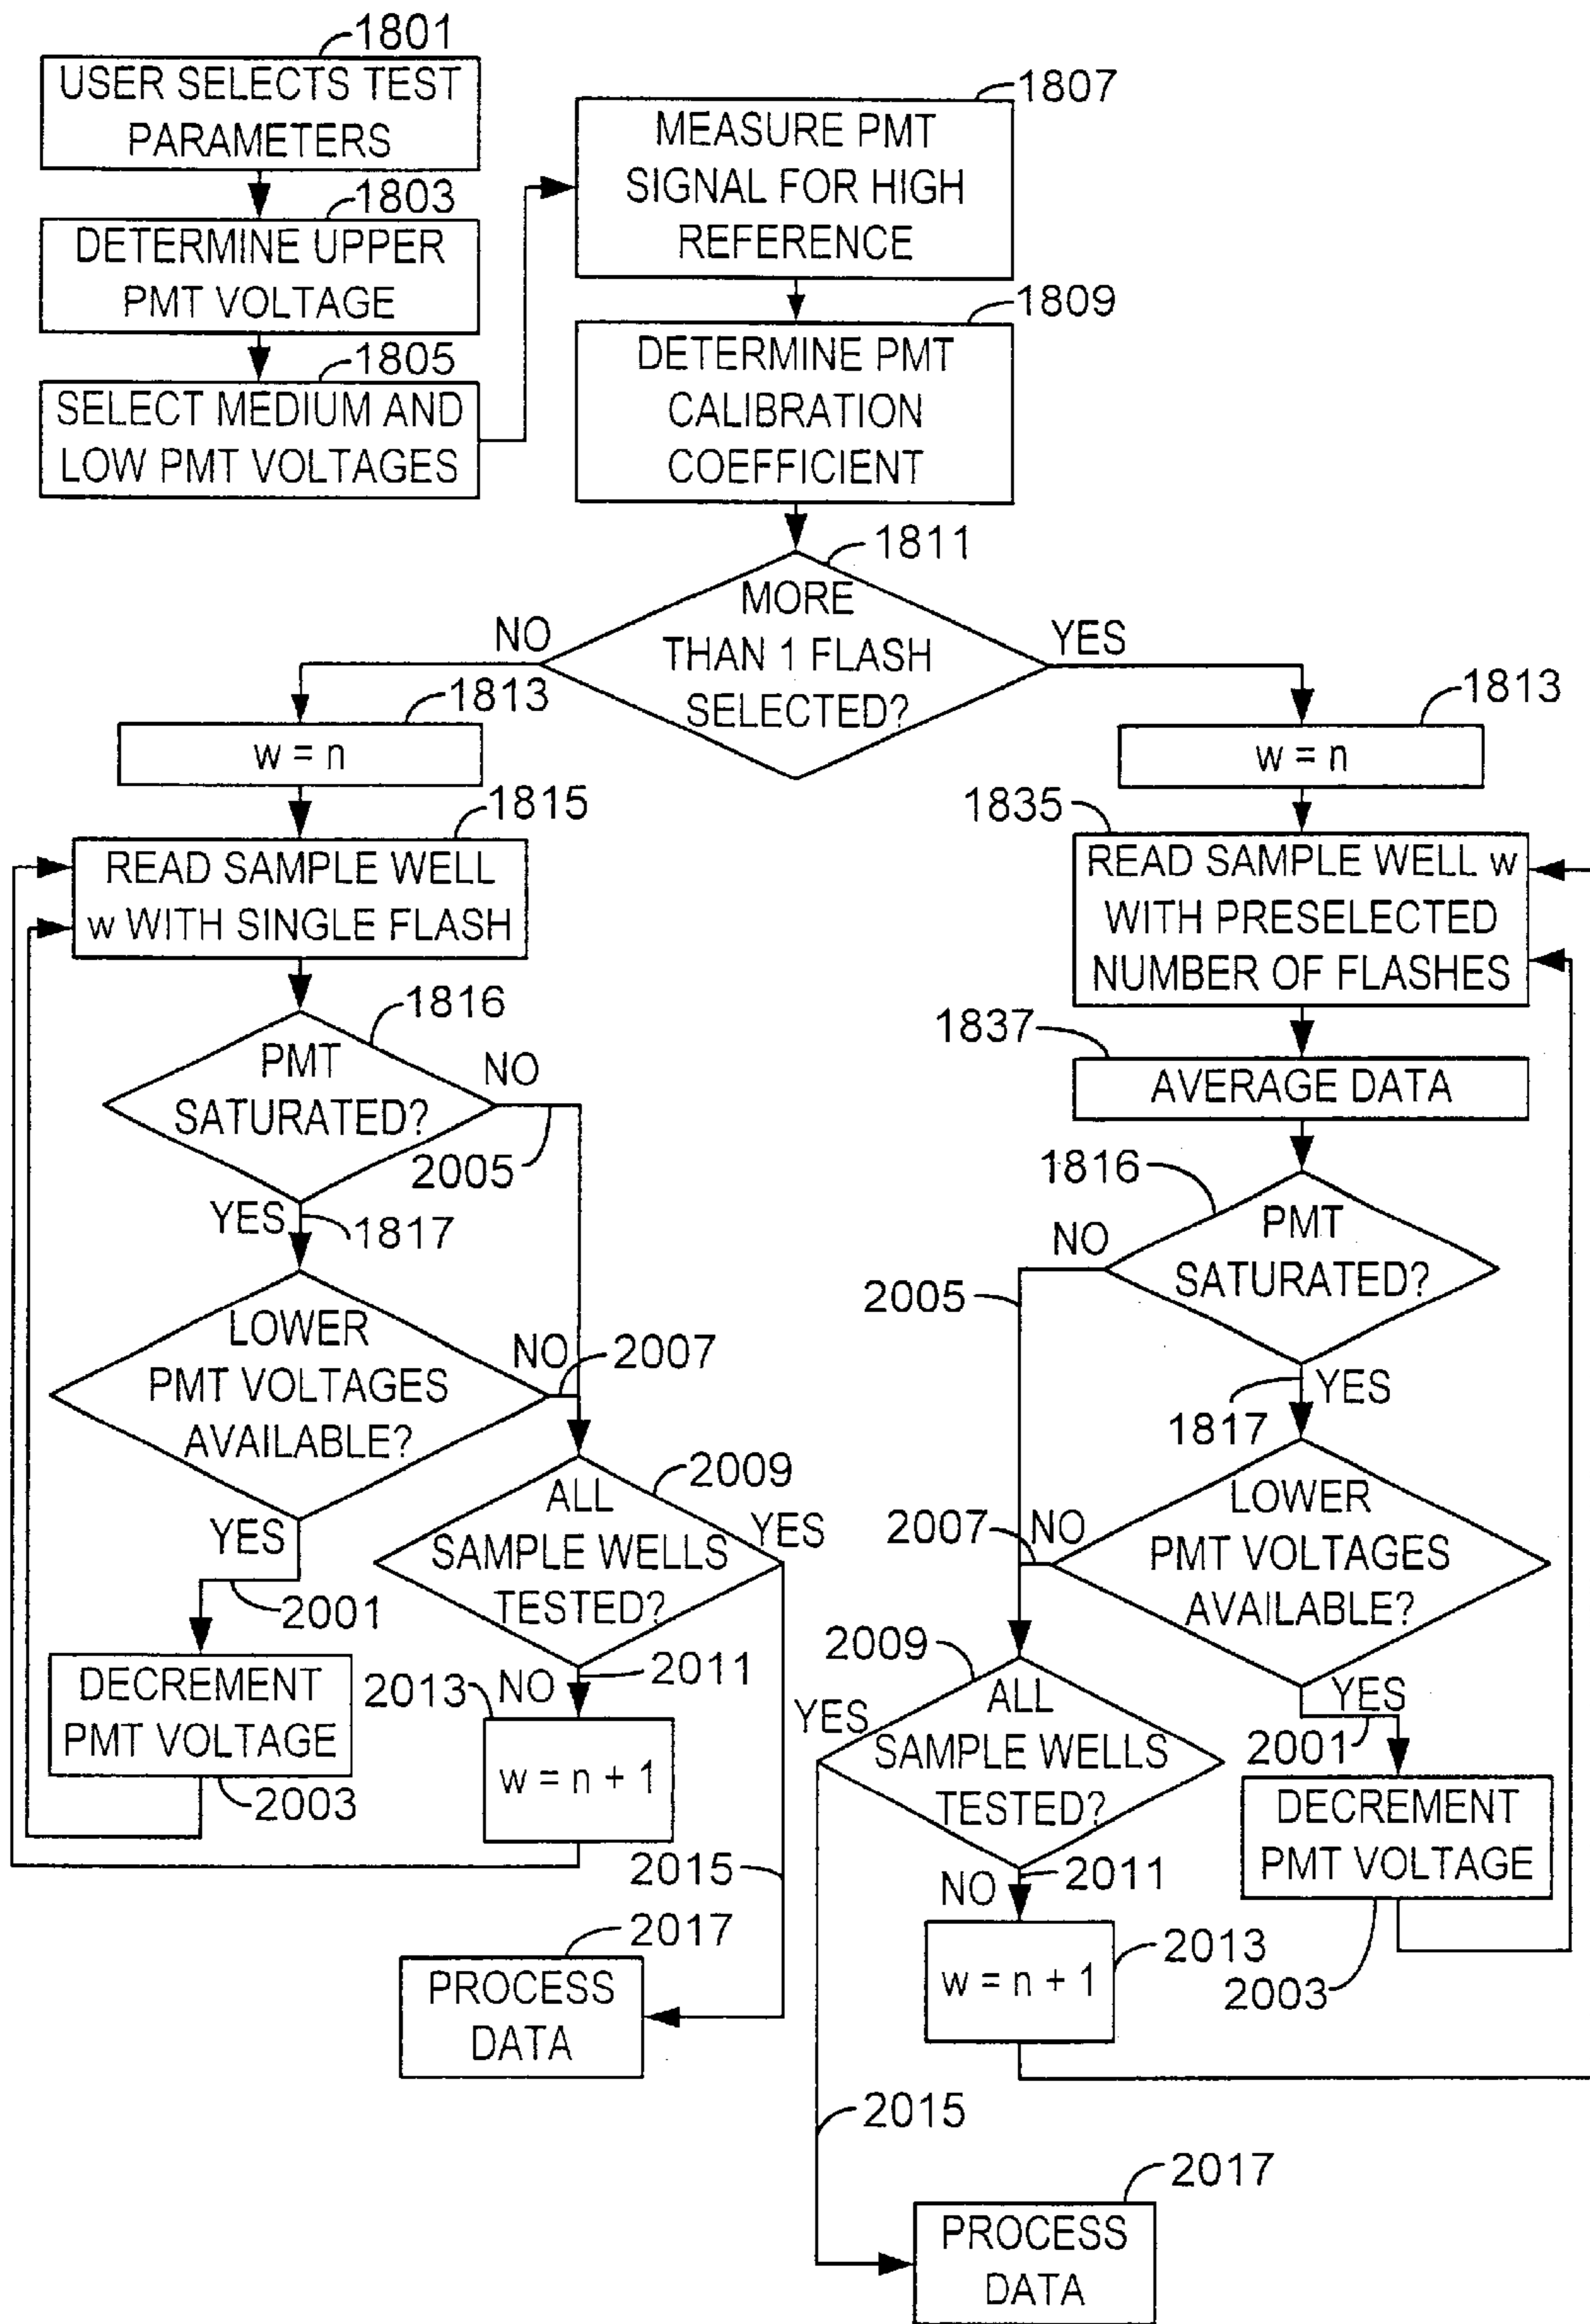 1801
USER SELECTS TEST
PARAMETERS
1803
DETERMINE UPPER
PMT VOLTAGE
1805
SELECT MEDIUM AND
LOW PMT VOLTAGES
1807
MEASURE PMT
SIGNAL FOR HIGH
REFERENCE
1809
DETERMINE PMT
CALIBRATION
COEFFICIENT
1811
MORE
THAN 1 FLASH
SELECTED?
NO
YES
1813
w = n
1815
READ SAMPLE WELL
w WITH SINGLE FLASH
1816
PMT
SATURATED?
NO
2005
YES
1817
LOWER
PMT VOLTAGES
AVAILABLE?
NO
2007
YES
2001
DECREMENT
PMT VOLTAGE
2003
2009
ALL
SAMPLE WELLS
TESTED?
YES
NO
2011
2013
w = n + 1
2015
2017
PROCESS
DATA
1813
w = n
1835
READ SAMPLE WELL w
WITH PRESELECTED
NUMBER OF FLASHES
1837
AVERAGE DATA
1816
PMT
SATURATED?
NO
2005
YES
1817
LOWER
PMT VOLTAGES
AVAILABLE?
2007
NO
YES
2001
DECREMENT
PMT VOLTAGE
2003
2009
ALL
SAMPLE WELLS
TESTED?
YES
NO
2011
2013
w = n + 1
2015
2017
PROCESS
DATA